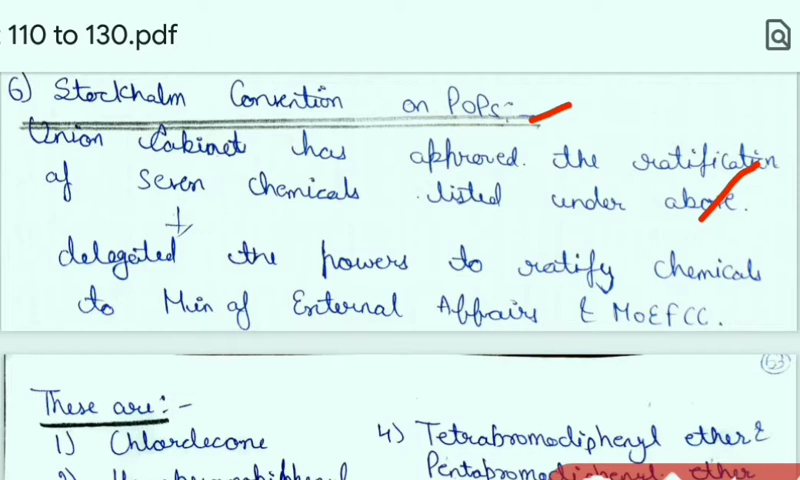 110 to 130.pdf
6) Stockhalm Convention on POPs:-
Union Cabinet has approved. the ratification
of seven chemicals listed under above.
+
delegated the powers to ratify chemicals
to Min of External Affairs & MoEFCC.
(63)
These are:-
1) Chlordecone
4) Tetrabromodiphenyl ether &
Pentabromodiphenyl ether